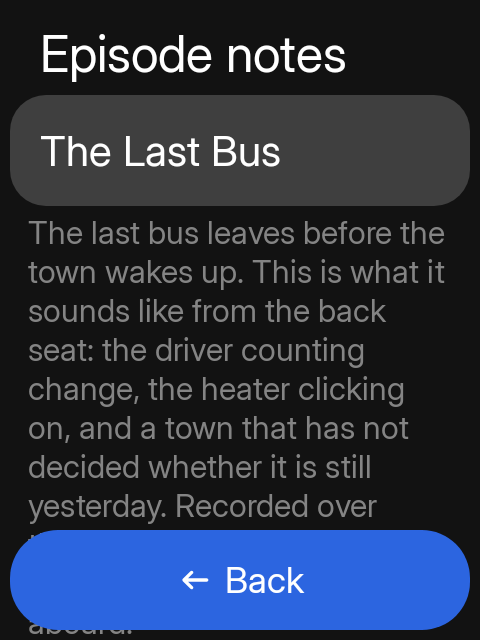 Episode notes
The Last Bus
The last bus leaves before the
town wakes up. This is what it
sounds like from the back
seat: the driver counting
change, the heater clicking
on, and a town that has not
decided whether it is still
yesterday. Recorded over
← Back
aboard.